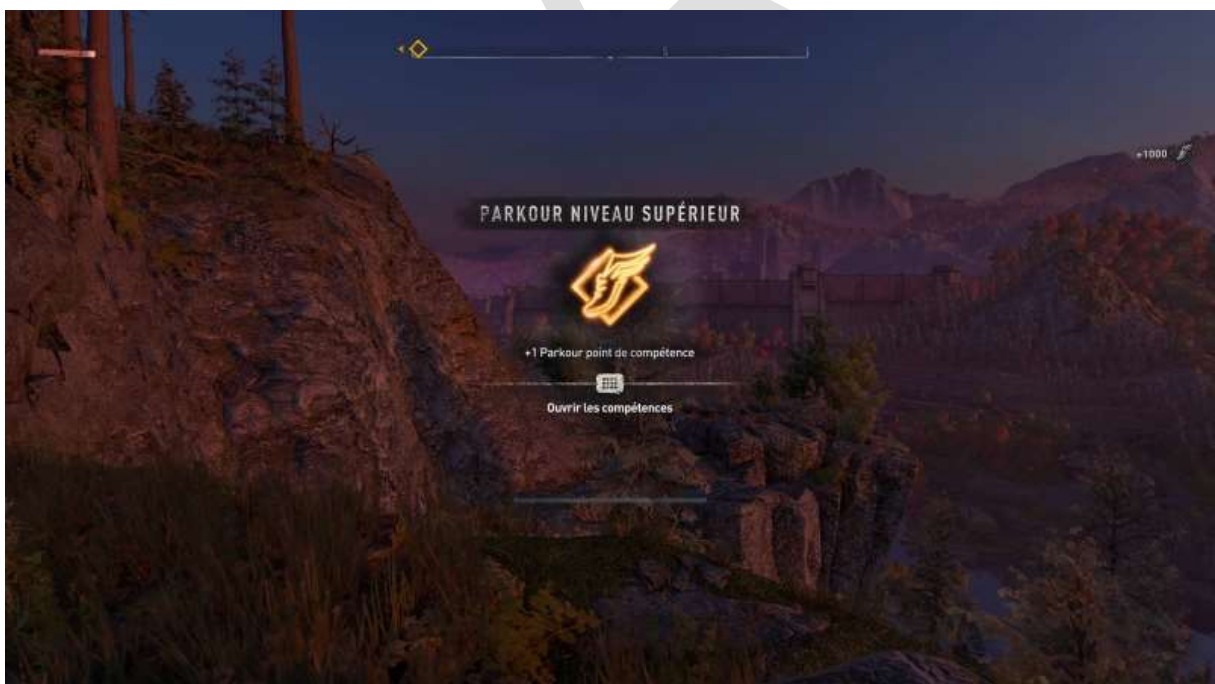 +1000
PARKOUR NIVEAU SUPÉRIEUR
+1 Parkour point de compétence
Ouvrir les compétences